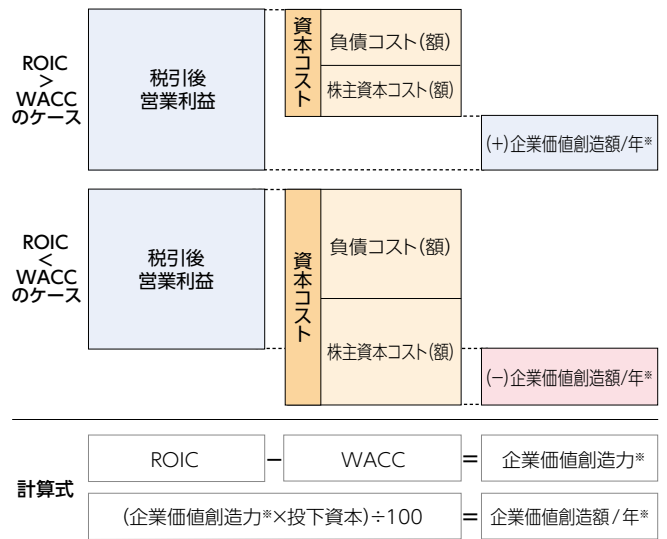 ROIC
>
WACC
のケース
税引後
営業利益
資本コスト
負債コスト(額)
株主資本コスト(額)
(+)企業価値創造額/年※
ROIC
<
WACC
のケース
税引後
営業利益
資本コスト
負債コスト(額)
株主資本コスト(額)
(−)企業価値創造額/年※
計算式
ROIC − WACC = 企業価値創造力※
(企業価値創造力※×投下資本)÷100 = 企業価値創造額/年※